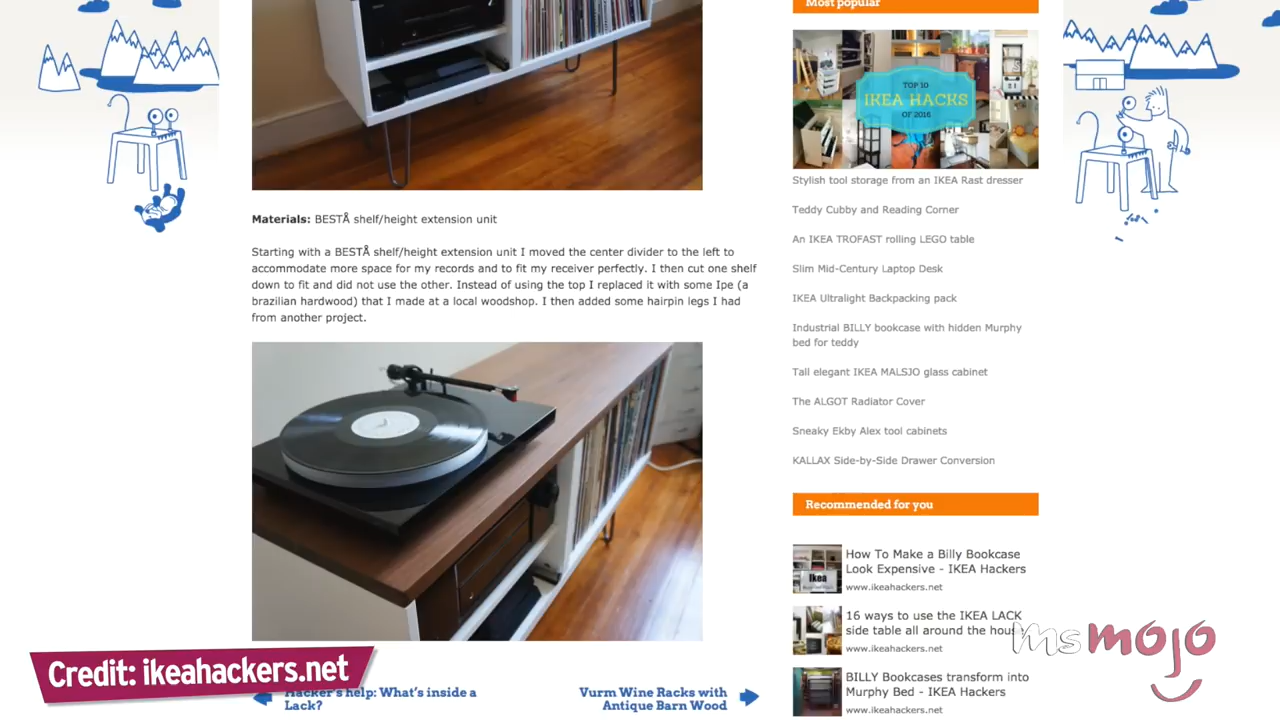 Most popular
TOP 10
IKEA HACKS
OF 2016
Materials: BESTÅ shelf/height extension unit
Starting with a BESTÅ shelf/height extension unit I moved the center divider to the left to
accommodate more space for my records and to fit my receiver perfectly. I then cut one shelf
down to fit and did not use the other. Instead of using the top I replaced it with some Ipe (a
brazilian hardwood) that I made at a local woodshop. I then added some hairpin legs I had
from another project.
Stylish tool storage from an IKEA Rast dresser
Teddy Cubby and Reading Corner
An IKEA TROFAST rolling LEGO table
Slim Mid-Century Laptop Desk
IKEA Ultralight Backpacking pack
Industrial BILLY bookcase with hidden Murphy
bed for teddy
Tall elegant IKEA MALSJO glass cabinet
The ALGOT Radiator Cover
Sneaky Ekby Alex tool cabinets
KALLAX Side-by-Side Drawer Conversion
Recommended for you
Ikea
How To Make a Billy Bookcase
Look Expensive - IKEA Hackers
www.ikeahackers.net
16 ways to use the IKEA LACK
side table all around the house
www.ikeahackers.net
BILLY Bookcases transform into
Murphy Bed - IKEA Hackers
www.ikeahackers.net
Hacker's help: What's inside a
Lack?
Vurm Wine Racks with
Antique Barn Wood
Credit: ikeahackers.net
msmojo